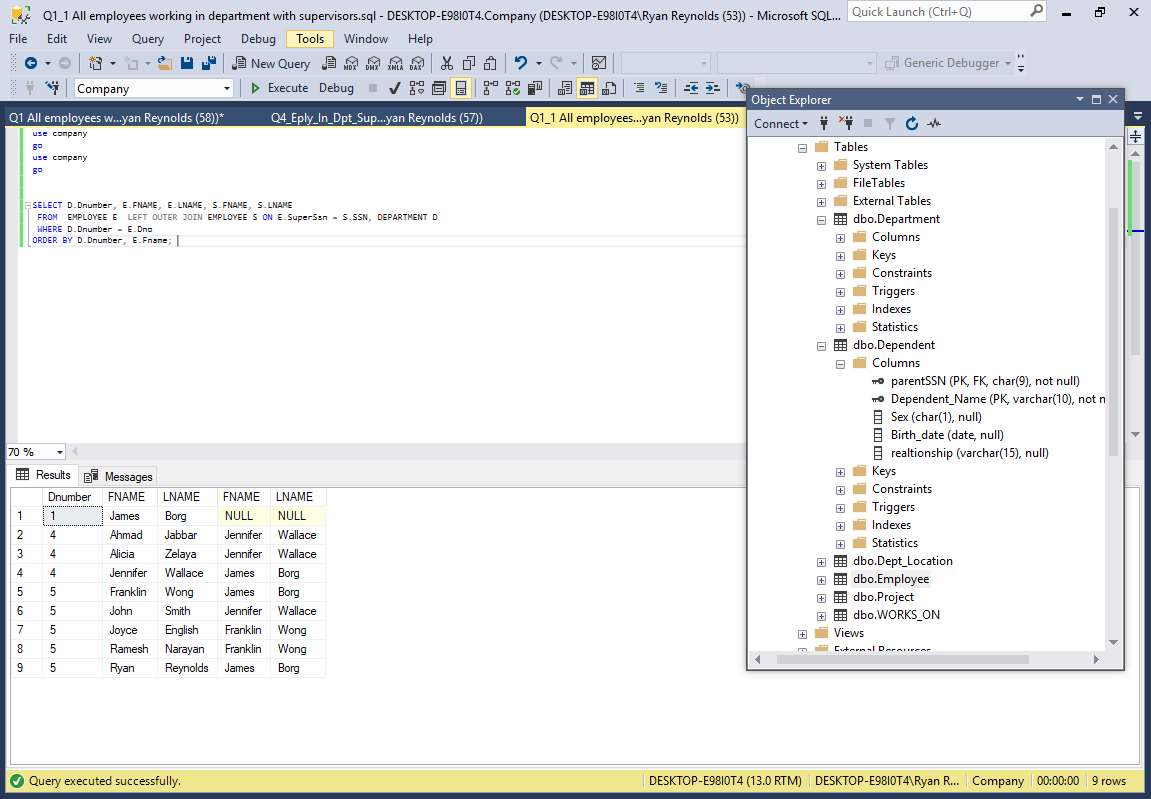 Q1_1 All employees working in department with supervisors.sql - DESKTOP-E98I0T4.Company (DESKTOP-E98I0T4\Ryan Reynolds (53)) - Microsoft SQL...
Quick Launch (Ctrl+Q)
File Edit View Query Project Debug Tools Window Help
New Query MDX DMX XMLA DAX Generic Debugger
Company Execute Debug
Q1 All employees w...yan Reynolds (58))*
Q4_Eply_In_Dpt_Sup...yan Reynolds (57))
Q1_1 All employees...yan Reynolds (53))
use company
go
use company
go
SELECT D.Dnumber, E.FNAME, E.LNAME, S.FNAME, S.LNAME
FROM EMPLOYEE E LEFT OUTER JOIN EMPLOYEE S ON E.SuperSsn = S.SSN, DEPARTMENT D
WHERE D.Dnumber = E.Dno
ORDER BY D.Dnumber, E.Fname;
70 %
Results Messages
Dnumber FNAME LNAME FNAME LNAME
1 1 James Borg NULL NULL
2 4 Ahmad Jabbar Jennifer Wallace
3 4 Alicia Zelaya Jennifer Wallace
4 4 Jennifer Wallace James Borg
5 5 Franklin Wong James Borg
6 5 John Smith Jennifer Wallace
7 5 Joyce English Franklin Wong
8 5 Ramesh Narayan Franklin Wong
9 5 Ryan Reynolds James Borg
Object Explorer
Connect
Tables
System Tables
FileTables
External Tables
dbo.Department
Columns
Keys
Constraints
Triggers
Indexes
Statistics
dbo.Dependent
Columns
parentSSN (PK, FK, char(9), not null)
Dependent_Name (PK, varchar(10), not n
Sex (char(1), null)
Birth_date (date, null)
realtionship (varchar(15), null)
Keys
Constraints
Triggers
Indexes
Statistics
dbo.Dept_Location
dbo.Employee
dbo.Project
dbo.WORKS_ON
Views
External Resources
Query executed successfully.
DESKTOP-E98I0T4 (13.0 RTM) DESKTOP-E98I0T4\Ryan R... Company 00:00:00 9 rows